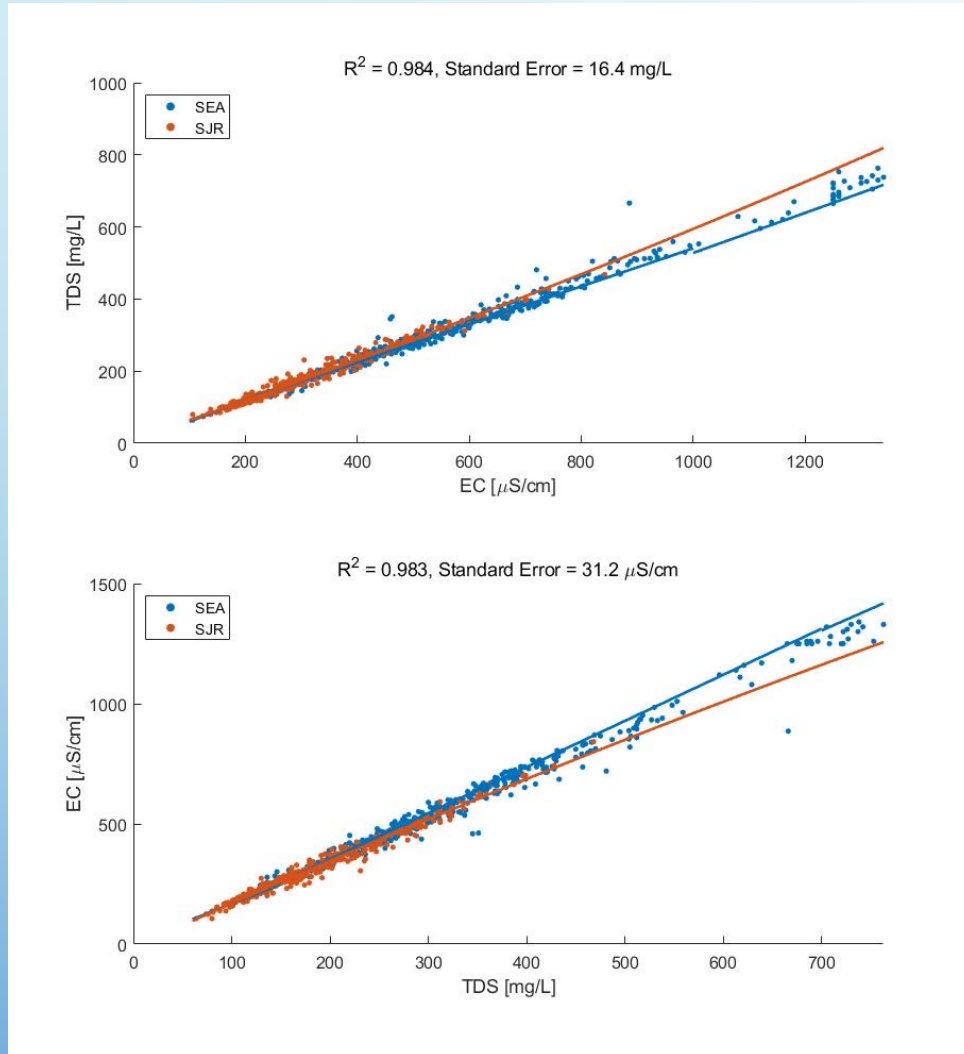 R² = 0.984, Standard Error = 16.4 mg/L
1000
800
600
400
200
0
TDS [mg/L]
SEA
SJR
0 200 400 600 800 1000 1200
EC [μS/cm]
R² = 0.983, Standard Error = 31.2 μS/cm
1500
1000
500
0
EC [μS/cm]
SEA
SJR
0 100 200 300 400 500 600 700
TDS [mg/L]